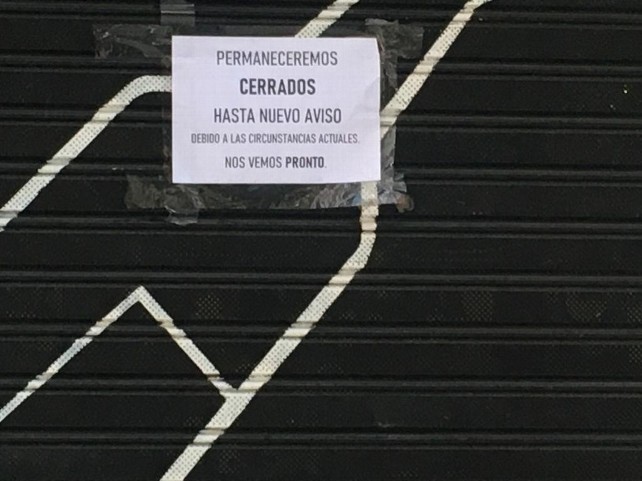 PERMANECEREMOS
CERRADOS
HASTA NUEVO AVISO
DEBIDO A LAS CIRCUNSTANCIAS ACTUALES.
NOS VEMOS PRONTO.